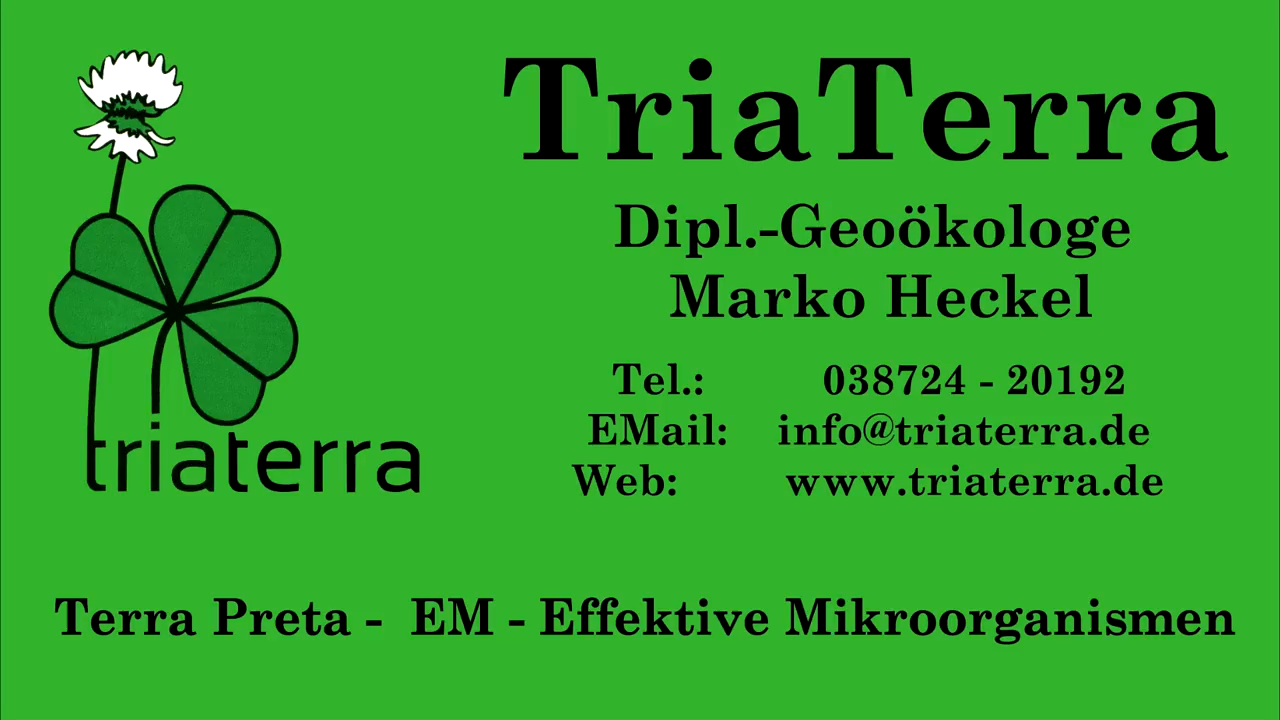 TriaTerra
Dipl.-Geoökologe
Marko Heckel
Tel.: 038724 - 20192
EMail: info@triaterra.de
Web: www.triaterra.de
triaterra
Terra Preta - EM - Effektive Mikroorganismen